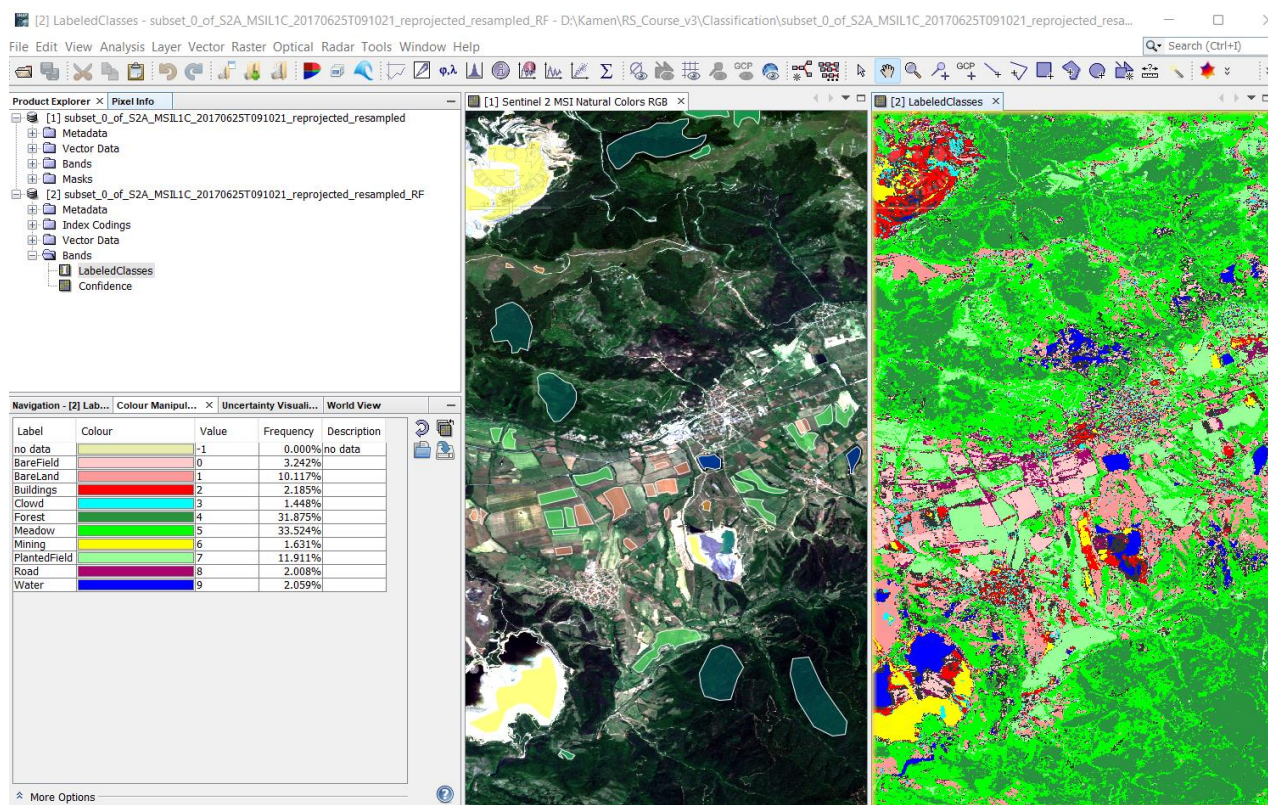 [2] LabeledClasses - subset_0_of_S2A_MSIL1C_20170625T091021_reprojected_resampled_RF - D:\Kamen\RS_Course_v3\Classification\subset_0_of_S2A_MSIL1C_20170625T091021_reprojected_resa...
File Edit View Analysis Layer Vector Raster Optical Radar Tools Window Help
Search (Ctrl+I)
φ,λ Σ GCP GCP
Product Explorer × Pixel Info
[1] Sentinel 2 MSI Natural Colors RGB ×
[2] LabeledClasses ×
[1] subset_0_of_S2A_MSIL1C_20170625T091021_reprojected_resampled
Metadata
Vector Data
Bands
Masks
[2] subset_0_of_S2A_MSIL1C_20170625T091021_reprojected_resampled_RF
Metadata
Index Codings
Vector Data
Bands
LabeledClasses
Confidence
Navigation - [2] Lab... Colour Manipul... × Uncertainty Visuali... World View
Label Colour Value Frequency Description
no data -1 0.000% no data
BareField 0 3.242%
BareLand 1 10.117%
Buildings 2 2.185%
Clowd 3 1.448%
Forest 4 31.875%
Meadow 5 33.524%
Mining 6 1.631%
PlantedField 7 11.911%
Road 8 2.008%
Water 9 2.059%
More Options